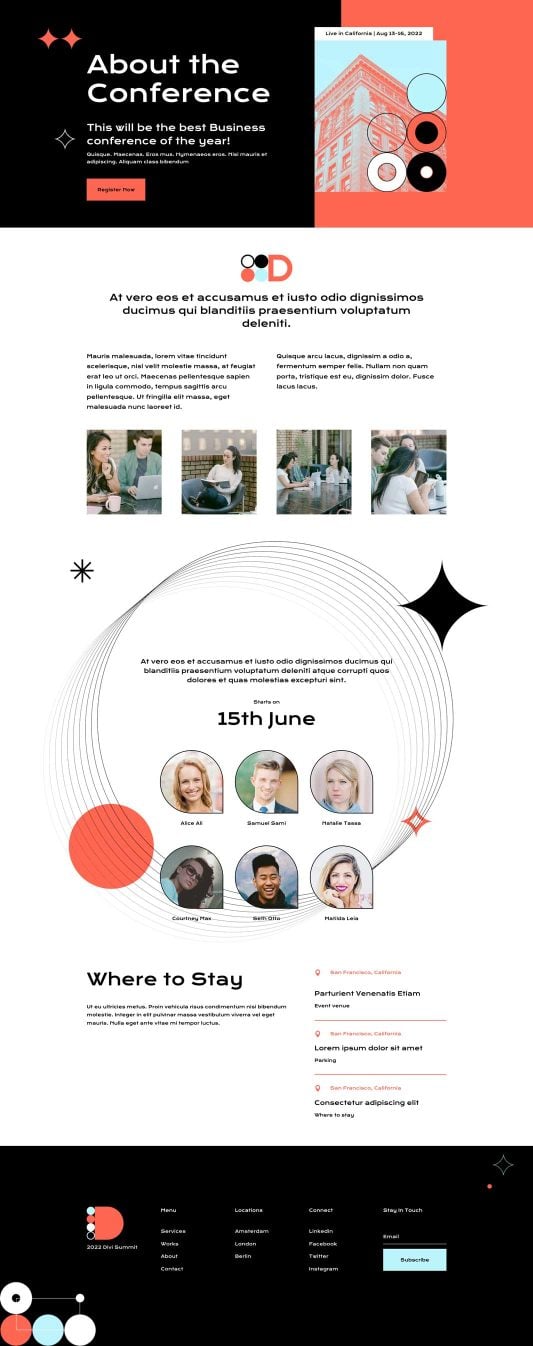 Live in California | Aug 13-16, 2022
About the
Conference
This will be the best Business
conference of the year!
Quisque. Maecenas. Eros mus. Hymenaeos eros. Nisi mauris et
adipiscing. Aliquam class bibendum
Register Now
D
At vero eos et accusamus et iusto odio dignissimos
ducimus qui blanditiis praesentium voluptatum
deleniti.
Mauris malesuada, lorem vitae tincidunt
scelerisque, nisl velit molestie massa, at feugiat
erat leo ut orci. Maecenas pellentesque sapien
in ligula commodo, tempus sagittis arcu
pellentesque. Ut fringilla elit massa, eget
malesuada nunc laoreet id.
Quisque arcu lacus, dignissim a odio a,
fermentum semper felis. Nullam non quam
porta, tristique est eu, dignissim dolor. Fusce
lacus lacus.
At vero eos et accusamus et iusto odio dignissimos ducimus qui
blanditiis praesentium voluptatum deleniti atque corrupti quos
dolores et quas molestias excepturi sint.
Starts on
15th June
Alice Ali
Samuel Sami
Natalie Tassa
Courtney Max
Seth Otto
Matilda Leia
Where to Stay
Ut eu ultricies metus. Proin vehicula risus condimentum nisi bibendum
molestie. Integer in elit pulvinar massa vestibulum viverra vel eget
mauris. Nulla eget ante vitae mi tempor luctus.
San Francisco, California
Parturient Venenatis Etiam
Event venue
San Francisco, California
Lorem ipsum dolor sit amet
Parking
San Francisco, California
Consectetur adipiscing elit
Where to stay
D
2022 Divi Summit
Menu
Services
Works
About
Contact
Locations
Amsterdam
London
Berlin
Connect
Linkedin
Facebook
Twitter
Instagram
Stay In Touch
Email
Subscribe